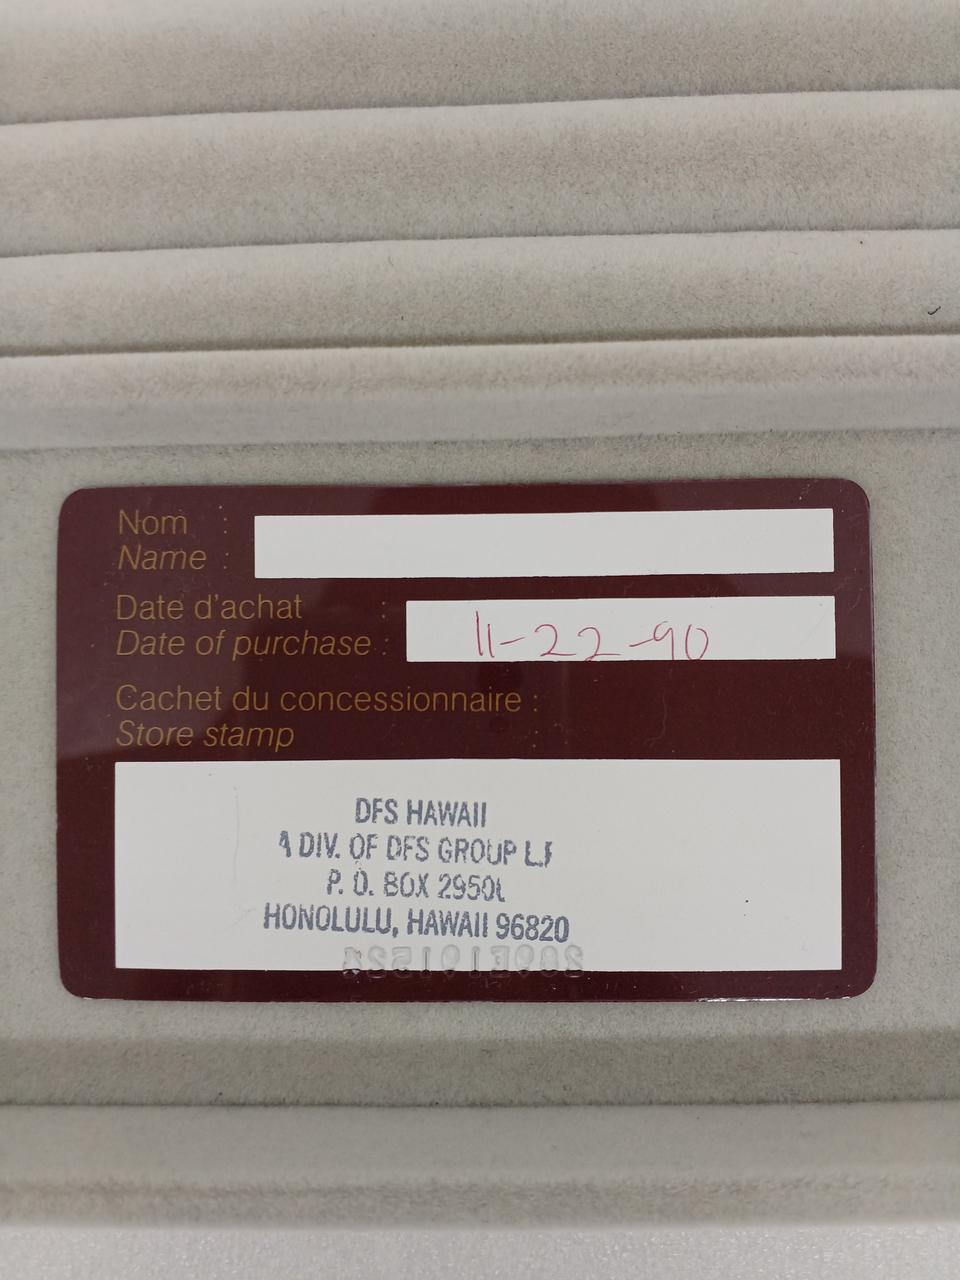 Nom :
Name :
Date d'achat :
Date of purchase : 11-22-90
Cachet du concessionnaire :
Store stamp
DFS HAWAII
A DIV. OF DFS GROUP L.P
P. O. BOX
HONOLULU, HAWAII 96820